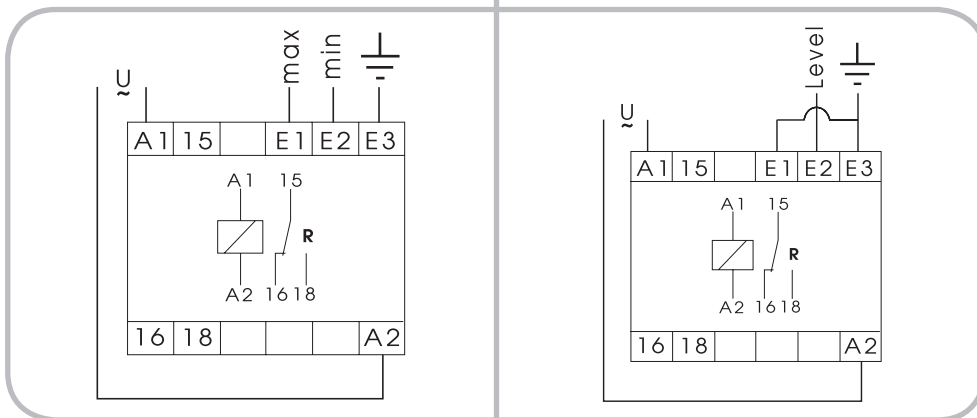 U
~
max
min
A1 15 E1 E2 E3
A1 15
R
A2 16 18
16 18 A2
U
~
Level
A1 15 E1 E2 E3
A1 15
R
A2 16 18
16 18 A2